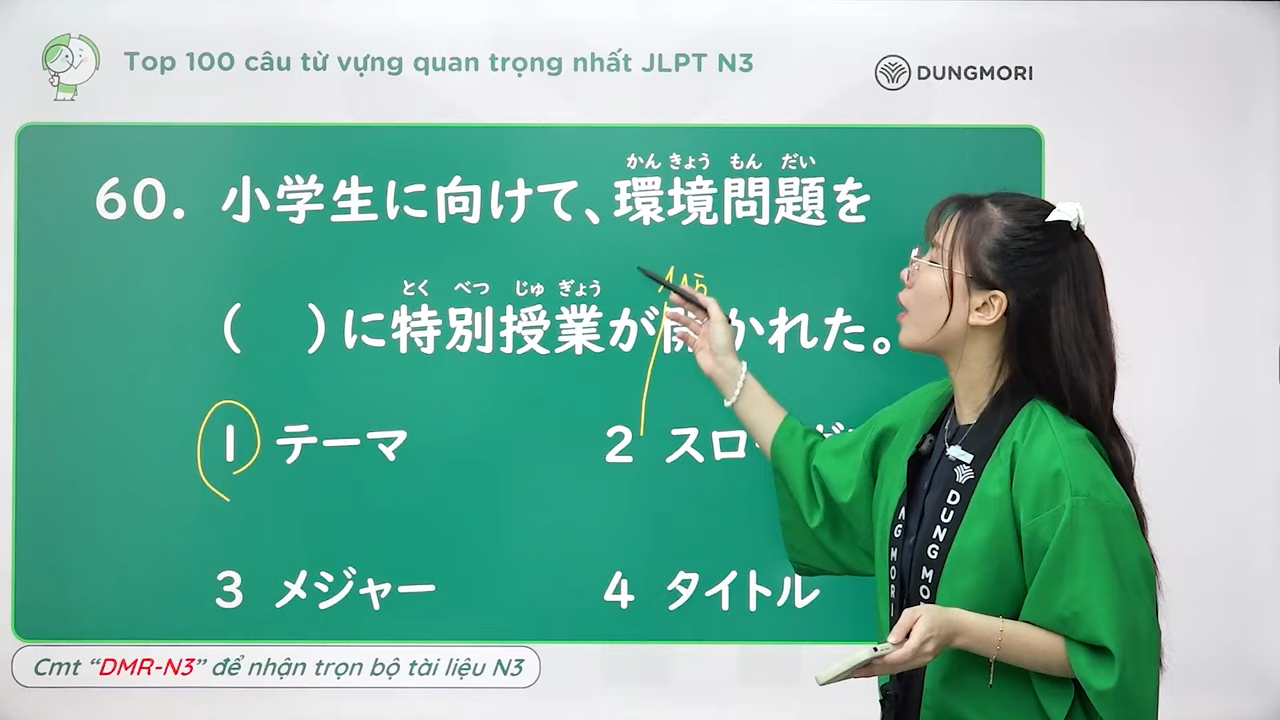 Top 100 câu từ vựng quan trọng nhất JLPT N3
DUNGMORI
かん きょう もん だい
60. 小学生に向けて、環境問題を
とく べつ じゅ ぎょう
( )に特別授業が開かれた。
1 テーマ
2 スロー
3 メジャー
4 タイトル
DUNG MO
NG MORI
Cmt “DMR-N3” để nhận trọn bộ tài liệu N3